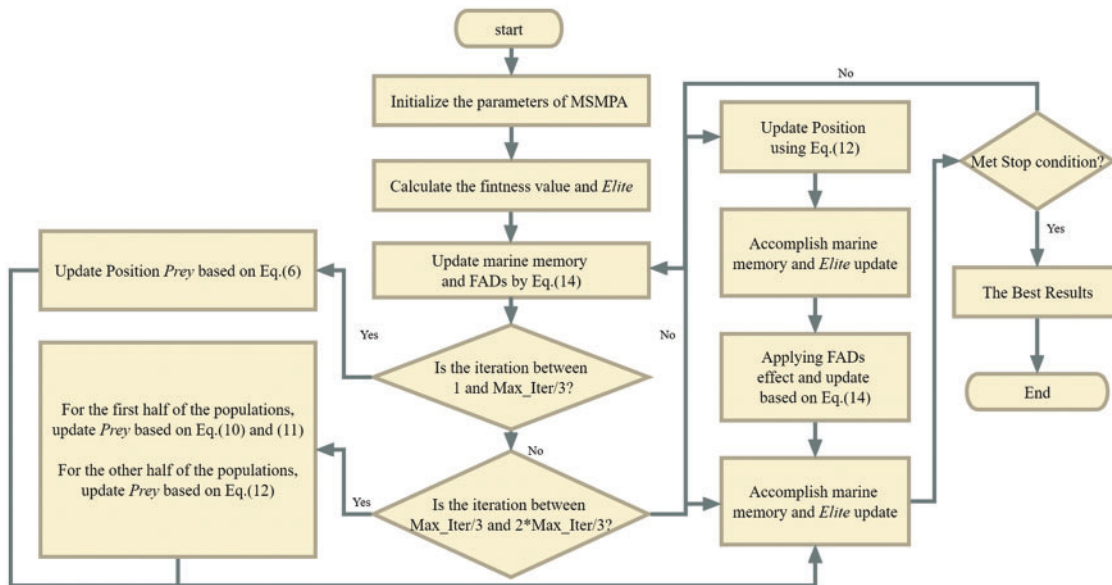 start
Initialize the parameters of MSMPA
Calculate the fintness value and Elite
Update marine memory
and FADs by Eq.(14)
Is the iteration between
1 and Max_Iter/3?
Yes
No
Update Position Prey based on Eq.(6)
Is the iteration between
Max_Iter/3 and 2*Max_Iter/3?
Yes
No
For the first half of the populations,
update Prey based on Eq.(10) and (11)
For the other half of the populations,
update Prey based on Eq.(12)
Update Position
using Eq.(12)
Accomplish marine
memory and Elite update
Applying FADs
effect and update
based on Eq.(14)
Accomplish marine
memory and Elite update
No
Met Stop condition?
Yes
The Best Results
End